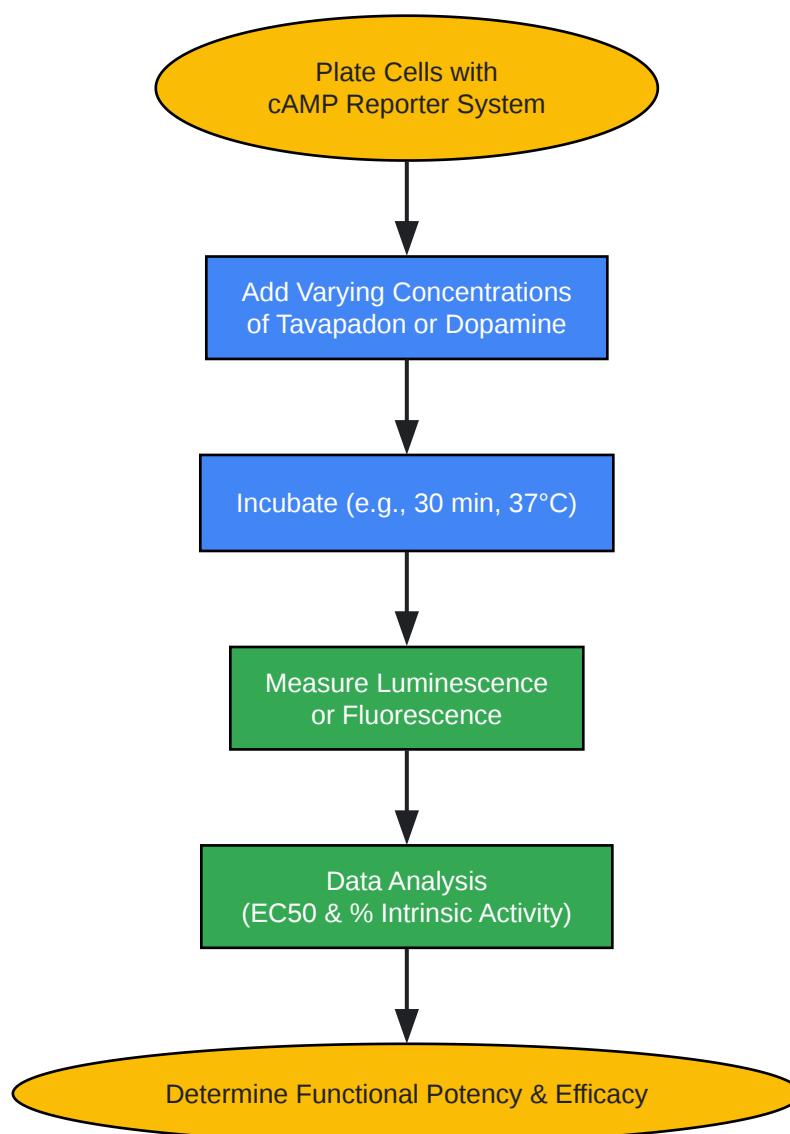 Plate Cells with
cAMP Reporter System
Add Varying Concentrations
of Tavapadon or Dopamine
Incubate (e.g., 30 min, 37°C)
Measure Luminescence
or Fluorescence
Data Analysis
(EC50 & % Intrinsic Activity)
Determine Functional Potency & Efficacy